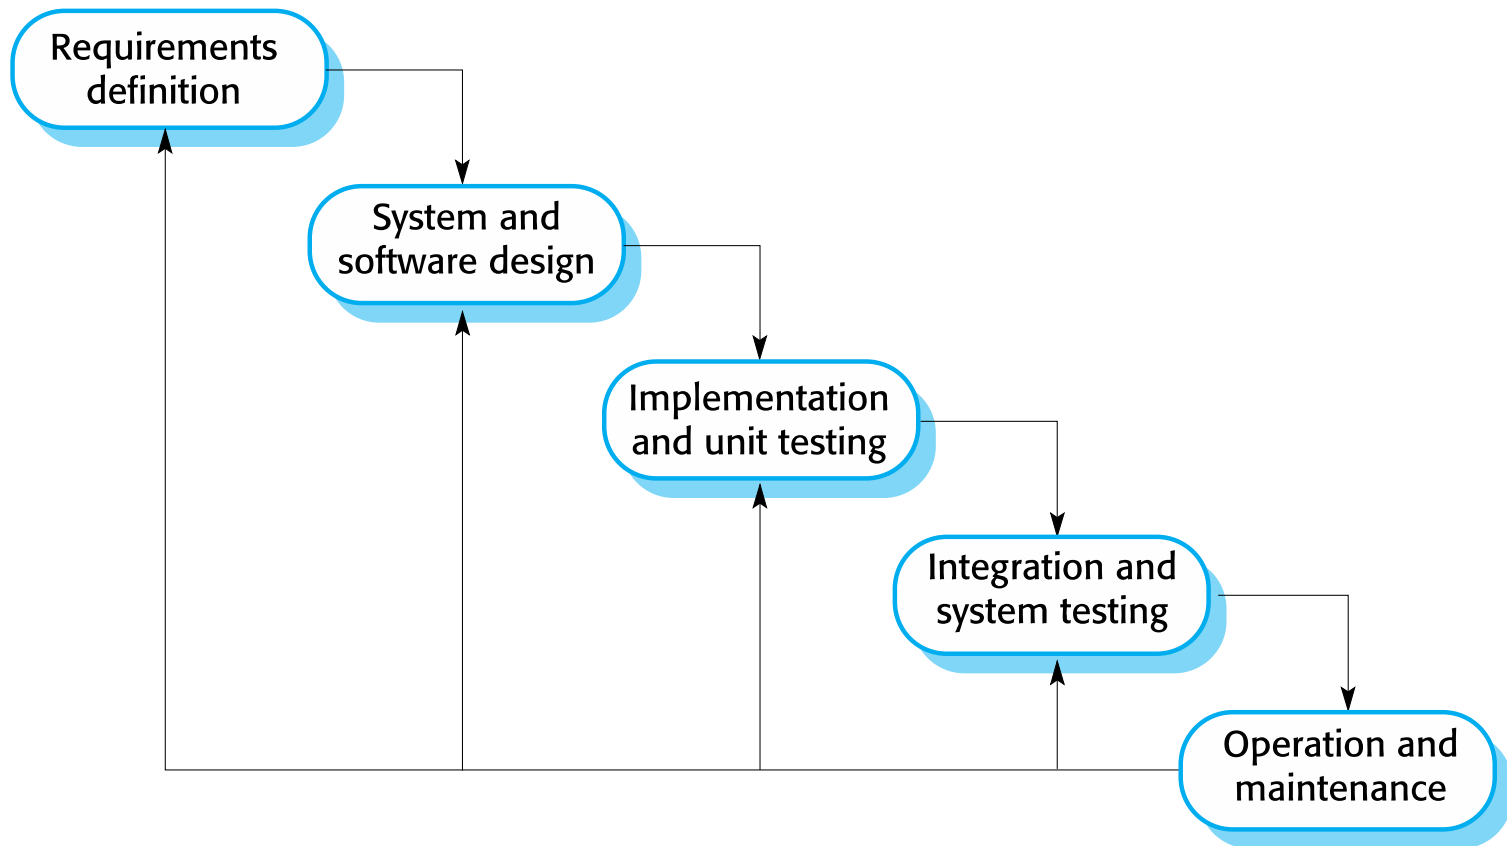 Requirements
definition
System and
software design
Implementation
and unit testing
Integration and
system testing
Operation and
maintenance